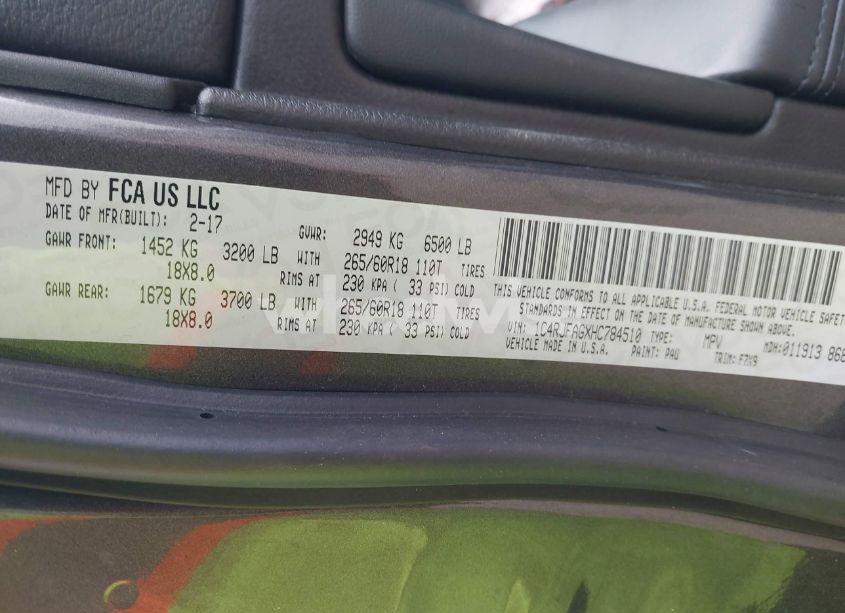 MFD BY FCA US LLC
DATE OF MFR(BUILT): 2-17 GVWR: 2949 KG 6500 LB
GAWR FRONT: 1452 KG 3200 LB WITH 265/60R18 110T TIRES
18X8.0 RIMS AT 230 KPA ( 33 PSI) COLD
GAWR REAR: 1679 KG 3700 LB WITH 265/60R18 110T TIRES
18X8.0 RIMS AT 230 KPA ( 33 PSI) COLD
THIS VEHICLE CONFORMS TO ALL APPLICABLE U.S.A. FEDERAL MOTOR VEHICLE SAFETY
STANDARDS IN EFFECT ON THE DATE OF MANUFACTURE SHOWN ABOVE.
VIN: 1C4RJFAGXHC784510 TYPE: MPV MDH:011913
VEHICLE MADE IN U.S.A. PAINT: PAU TRIM: